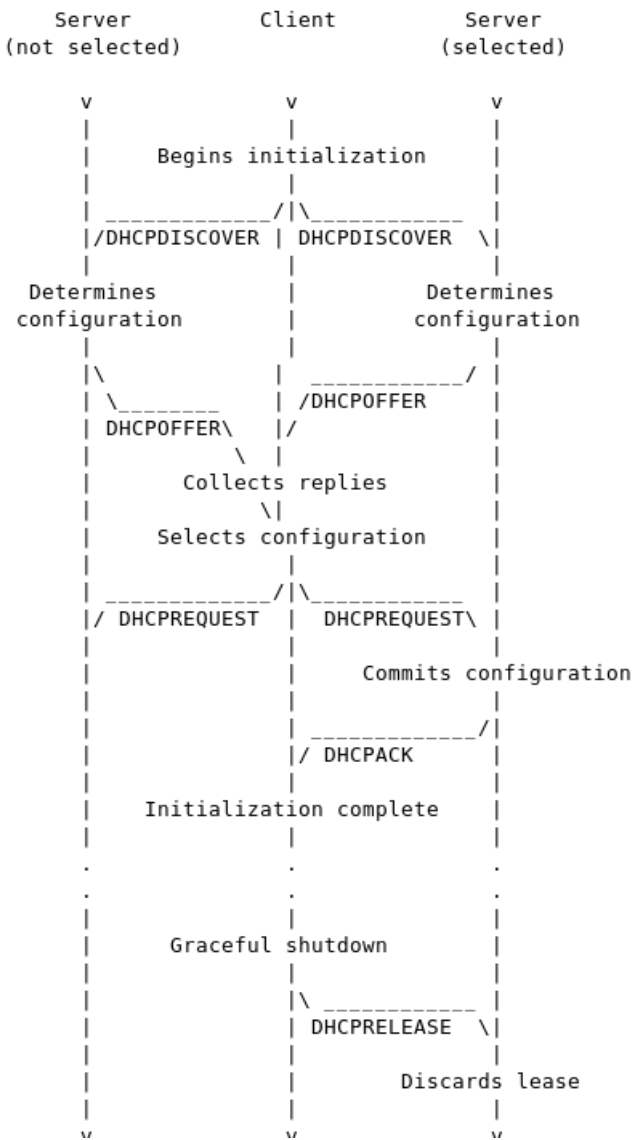 Server Client Server
(not selected) (selected)
v v v
Begins initialization
DHCPDISCOVER DHCPDISCOVER
Determines Determines
configuration configuration
DHCPOFFER
DHCPOFFER
Collects replies
Selects configuration
DHCPREQUEST DHCPREQUEST
Commits configuration
DHCPACK
Initialization complete
. . .
. . .
Graceful shutdown
DHCPRELEASE
Discards lease
v v v